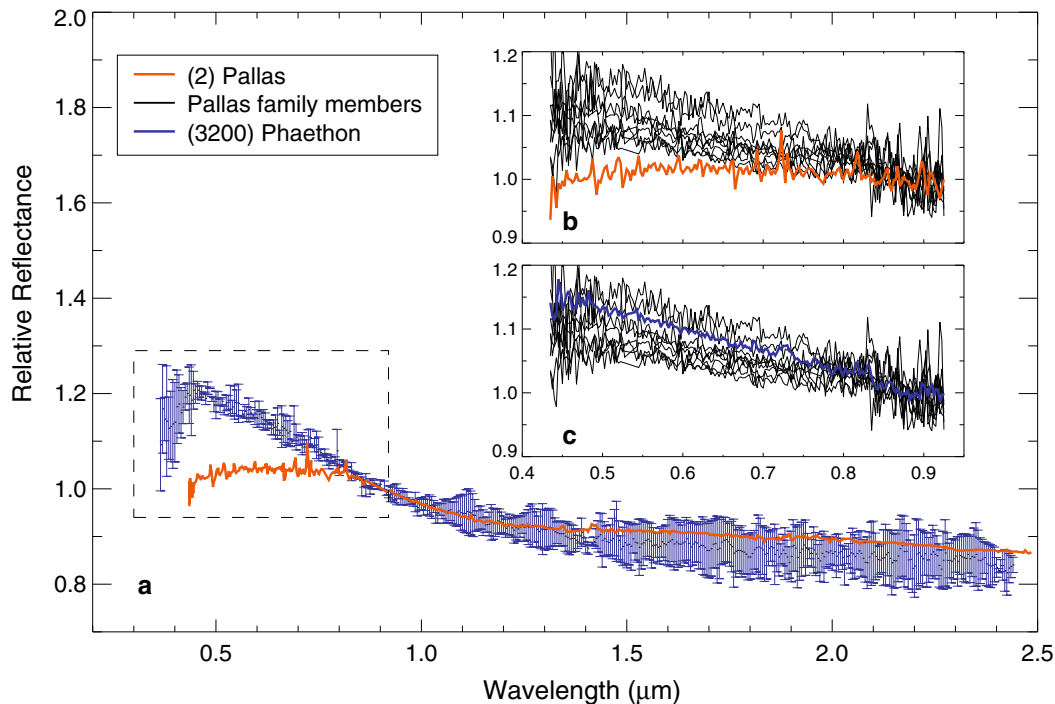 2.0
1.8
1.6
1.4
1.2
1.0
0.8
Relative Reflectance
(2) Pallas
Pallas family members
(3200) Phaethon
1.2
1.1
1.0
0.9
b
1.2
1.1
1.0
0.9
c
0.4 0.5 0.6 0.7 0.8 0.9
a
0.5 1.0 1.5 2.0 2.5
Wavelength (μm)